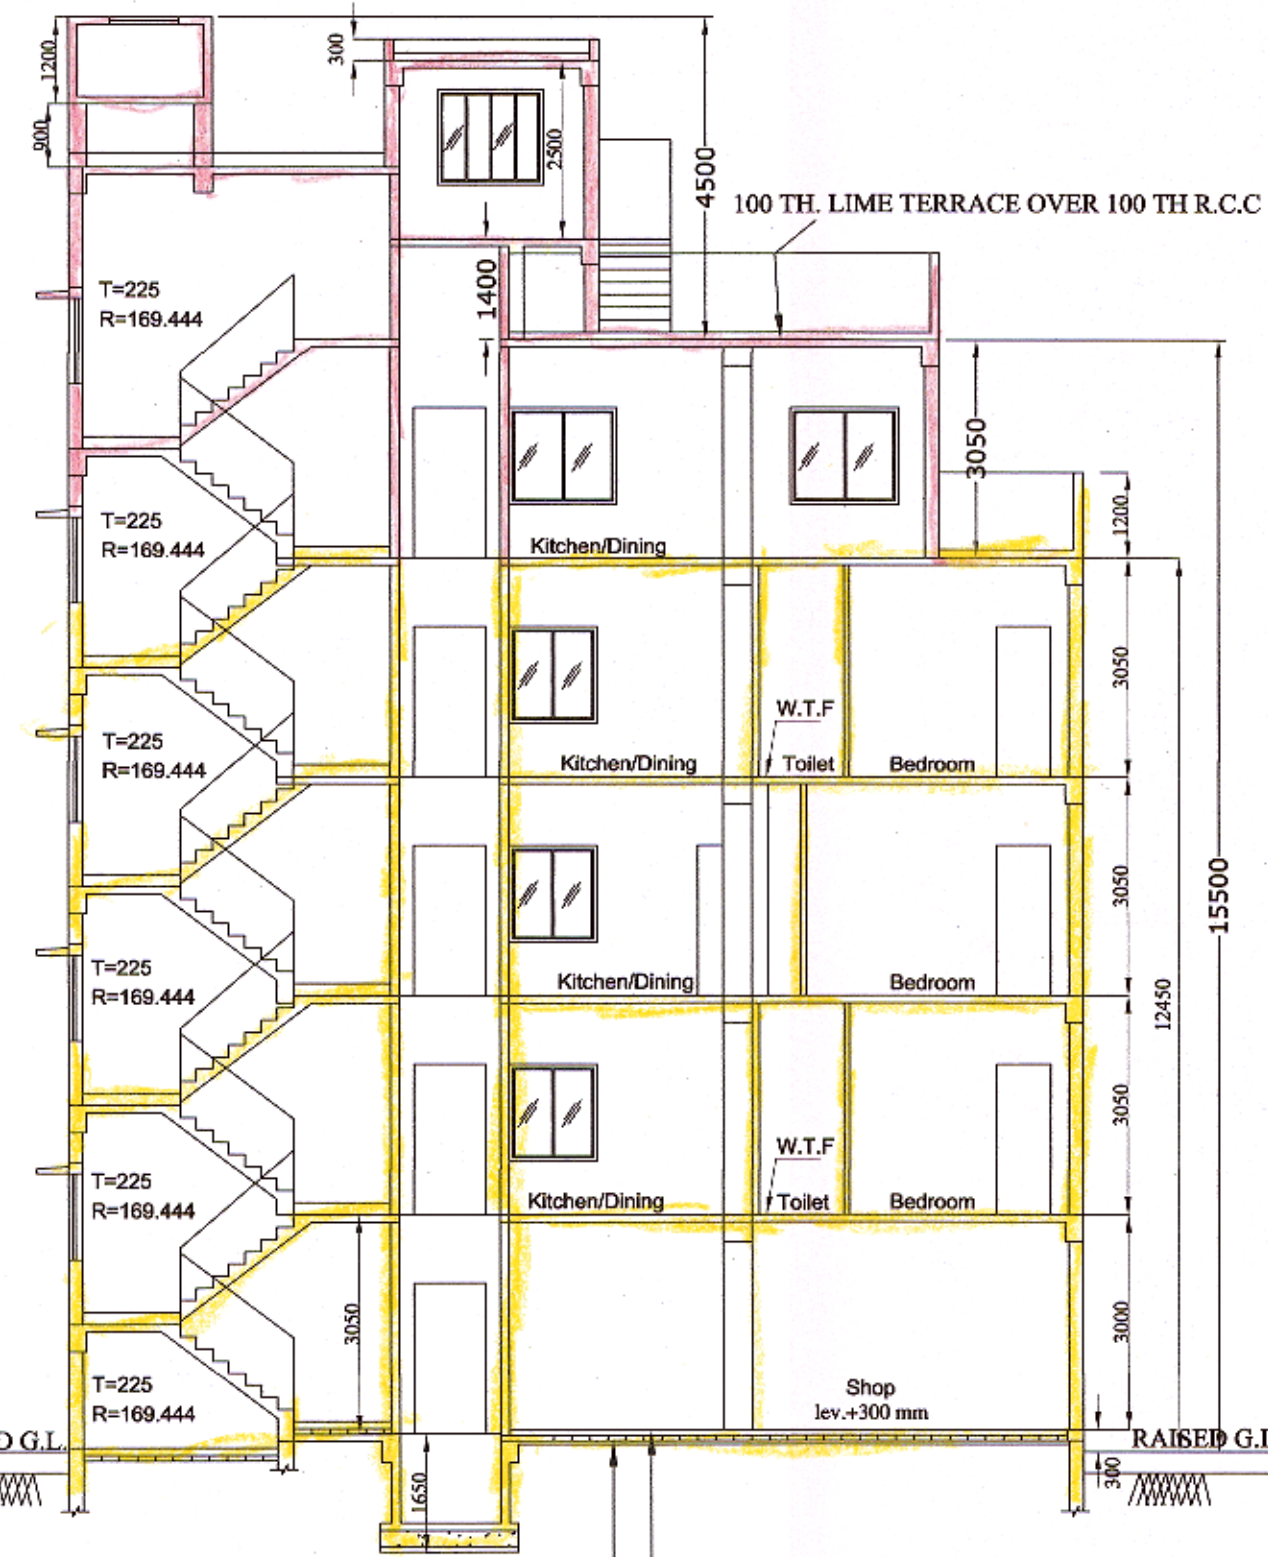 1200
300
900
2500
4500
100 TH. LIME TERRACE OVER 100 TH R.C.C
1400
T=225
R=169.444
3050
1200
T=225
R=169.444
Kitchen/Dining
3050
W.T.F
T=225
R=169.444
Kitchen/Dining
Toilet
Bedroom
3050
15500
T=225
R=169.444
Kitchen/Dining
Bedroom
12450
3050
W.T.F
T=225
R=169.444
Kitchen/Dining
Toilet
Bedroom
3050
3000
T=225
R=169.444
Shop
lev.+300 mm
G.L.
RAISED G.L
300
1650